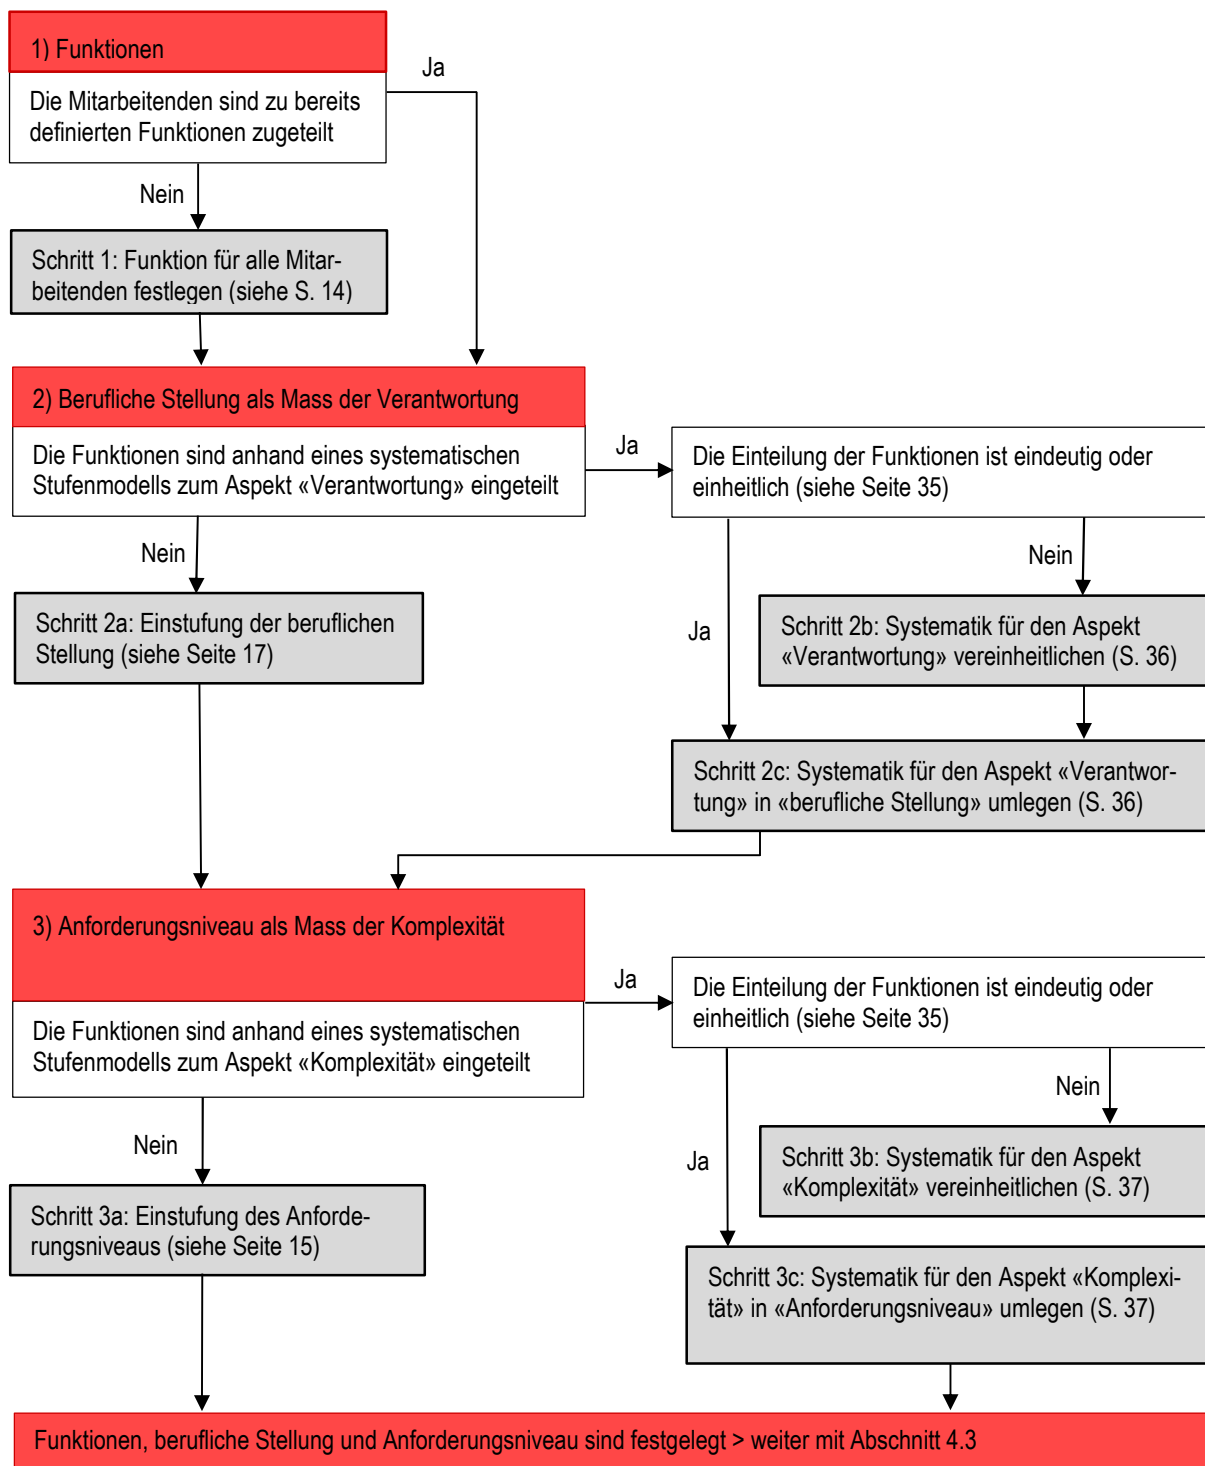 1) Funktionen
Ja
Die Mitarbeitenden sind zu bereits
definierten Funktionen zugeteilt
Nein
Schritt 1: Funktion für alle Mitar-
beitenden festlegen (siehe S. 14)
2) Berufliche Stellung als Mass der Verantwortung
Die Funktionen sind anhand eines systematischen
Stufenmodells zum Aspekt «Verantwortung» eingeteilt
Ja
Die Einteilung der Funktionen ist eindeutig oder
einheitlich (siehe Seite 35)
Nein
Nein
Schritt 2a: Einstufung der beruflichen
Stellung (siehe Seite 17)
Ja
Schritt 2b: Systematik für den Aspekt
«Verantwortung» vereinheitlichen (S. 36)
Schritt 2c: Systematik für den Aspekt «Verantwor-
tung» in «berufliche Stellung» umlegen (S. 36)
3) Anforderungsniveau als Mass der Komplexität
Die Funktionen sind anhand eines systematischen
Stufenmodells zum Aspekt «Komplexität» eingeteilt
Ja
Die Einteilung der Funktionen ist eindeutig oder
einheitlich (siehe Seite 35)
Nein
Nein
Schritt 3a: Einstufung des Anforde-
rungsniveaus (siehe Seite 15)
Ja
Schritt 3b: Systematik für den Aspekt
«Komplexität» vereinheitlichen (S. 37)
Schritt 3c: Systematik für den Aspekt «Komplexi-
tät» in «Anforderungsniveau» umlegen (S. 37)
Funktionen, berufliche Stellung und Anforderungsniveau sind festgelegt > weiter mit Abschnitt 4.3